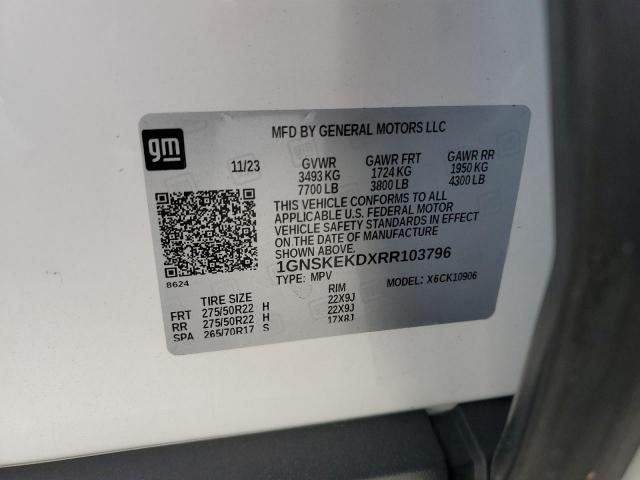 gm
MFD BY GENERAL MOTORS LLC
11/23 GVWR GAWR FRT GAWR RR
3493 KG 1724 KG 1950 KG
7700 LB 3800 LB 4300 LB
THIS VEHICLE CONFORMS TO ALL
APPLICABLE U.S. FEDERAL MOTOR
VEHICLE SAFETY STANDARDS IN EFFECT
ON THE DATE OF MANUFACTURE
SHOWN ABOVE.
8624
1GNSKEKDXRR103796
TYPE: MPV MODEL: X6CK10906
TIRE SIZE RIM
FRT 275/50R22 H 22X9J
RR 275/50R22 H 22X9J
SPA 265/70R17 S 17X8J